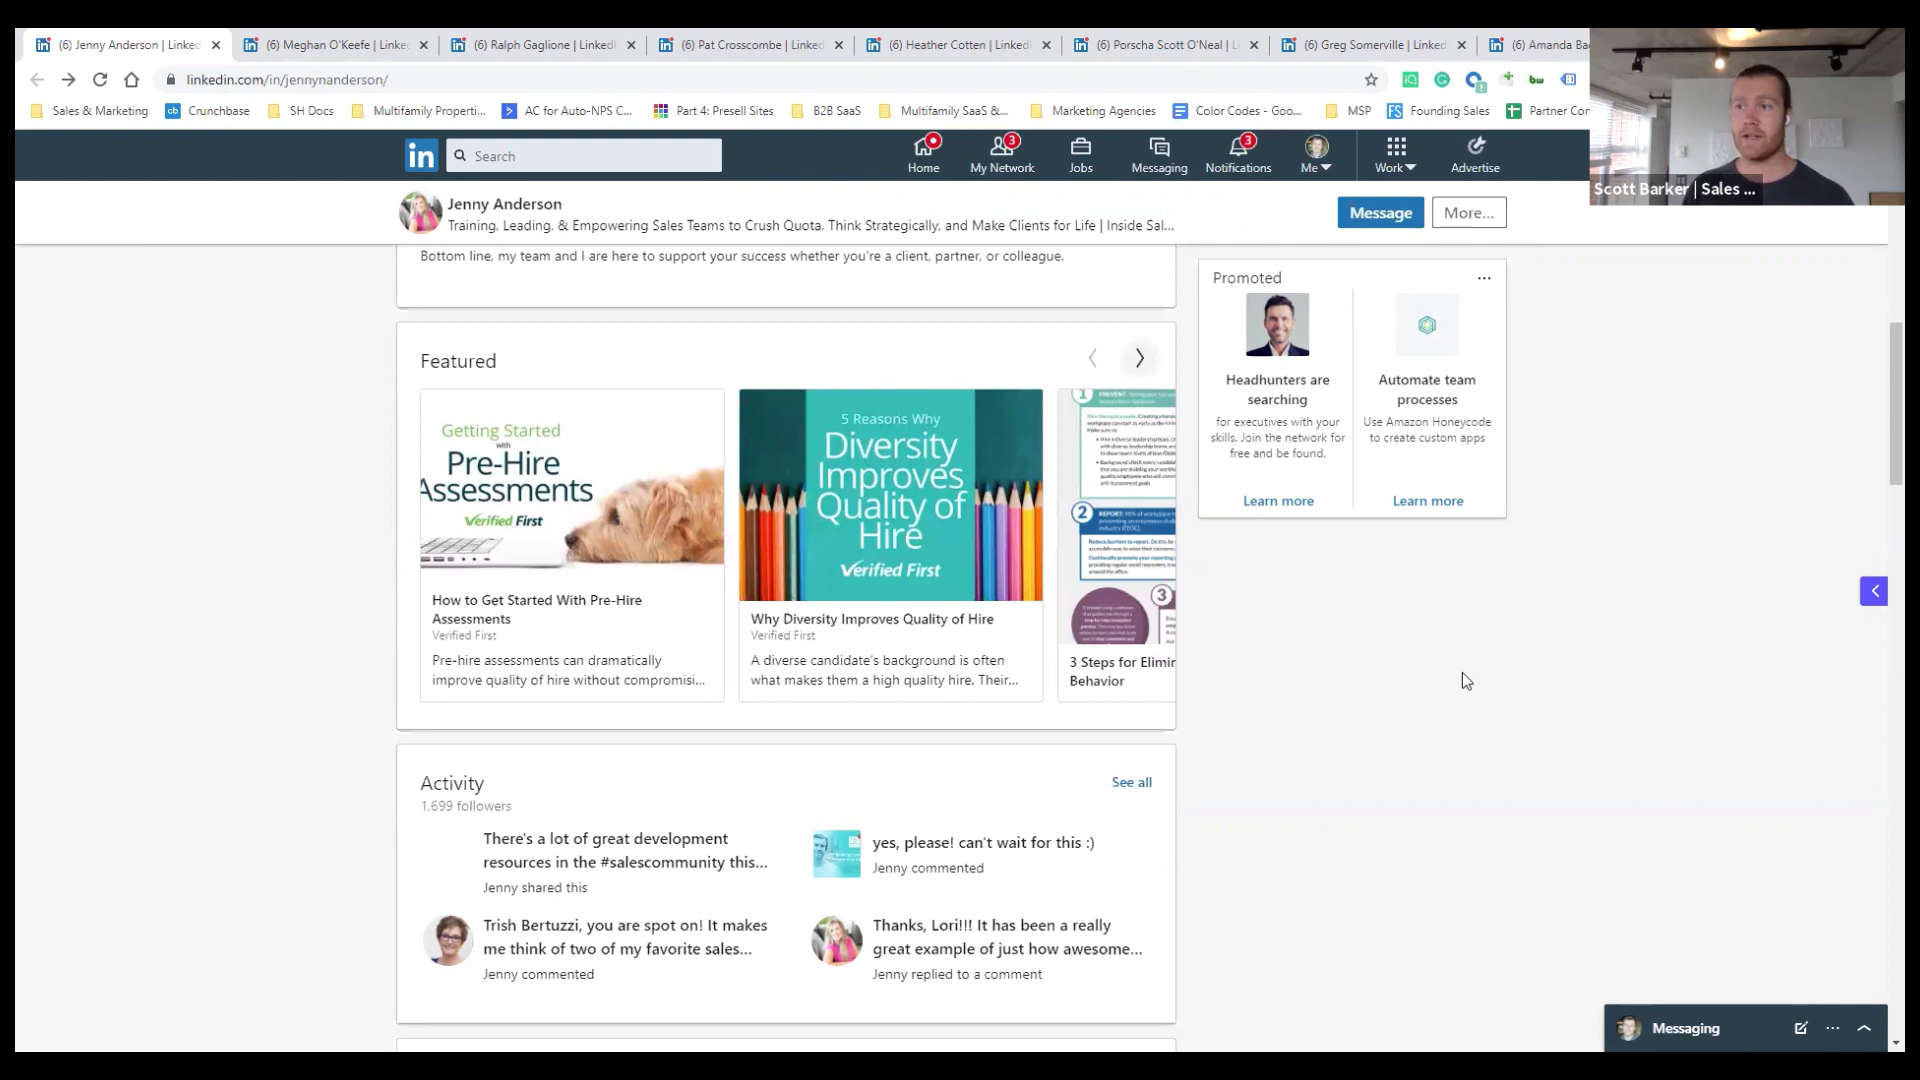 (6) Jenny Anderson | Linked
(6) Meghan O'Keefe | Linke
(6) Ralph Gaglione | Linked
(6) Pat Crosscombe | Linked
(6) Heather Cotten | Linked
(6) Porscha Scott O'Neal | L
(6) Greg Somerville | Linked
(6) Amanda Ba
linkedin.com/in/jennynanderson/
Sales & Marketing
Crunchbase
SH Docs
Multifamily Properti...
AC for Auto-NPS C...
Part 4: Presell Sites
B2B SaaS
Multifamily SaaS &...
Marketing Agencies
Color Codes - Goo...
MSP
Founding Sales
Partner Con
Scott Barker | Sales ...
in
Search
Home
3
My Network
Jobs
Messaging
3
Notifications
Me
Work
Advertise
Jenny Anderson
Training, Leading, & Empowering Sales Teams to Crush Quota, Think Strategically, and Make Clients for Life | Inside Sal...
Message
More...
Bottom line, my team and I are here to support your success whether you're a client, partner, or colleague.
Featured
Getting Started
with
Pre-Hire
Assessments
Verified First
How to Get Started With Pre-Hire
Assessments
Verified First
Pre-hire assessments can dramatically
improve quality of hire without compromisi...
5 Reasons Why
Diversity
Improves
Quality of
Hire
Verified First
Why Diversity Improves Quality of Hire
Verified First
A diverse candidate's background is often
what makes them a high quality hire. Their...
1
2
3
3 Steps for Elimin
Behavior
Promoted
Headhunters are
searching
for executives with your
skills. Join the network for
free and be found.
Learn more
Automate team
processes
Use Amazon Honeycode
to create custom apps
Learn more
Activity
See all
1,699 followers
There's a lot of great development
resources in the #salescommunity this...
Jenny shared this
yes, please! can't wait for this :)
Jenny commented
Trish Bertuzzi, you are spot on! It makes
me think of two of my favorite sales...
Jenny commented
Thanks, Lori!!! It has been a really
great example of just how awesome...
Jenny replied to a comment
Messaging